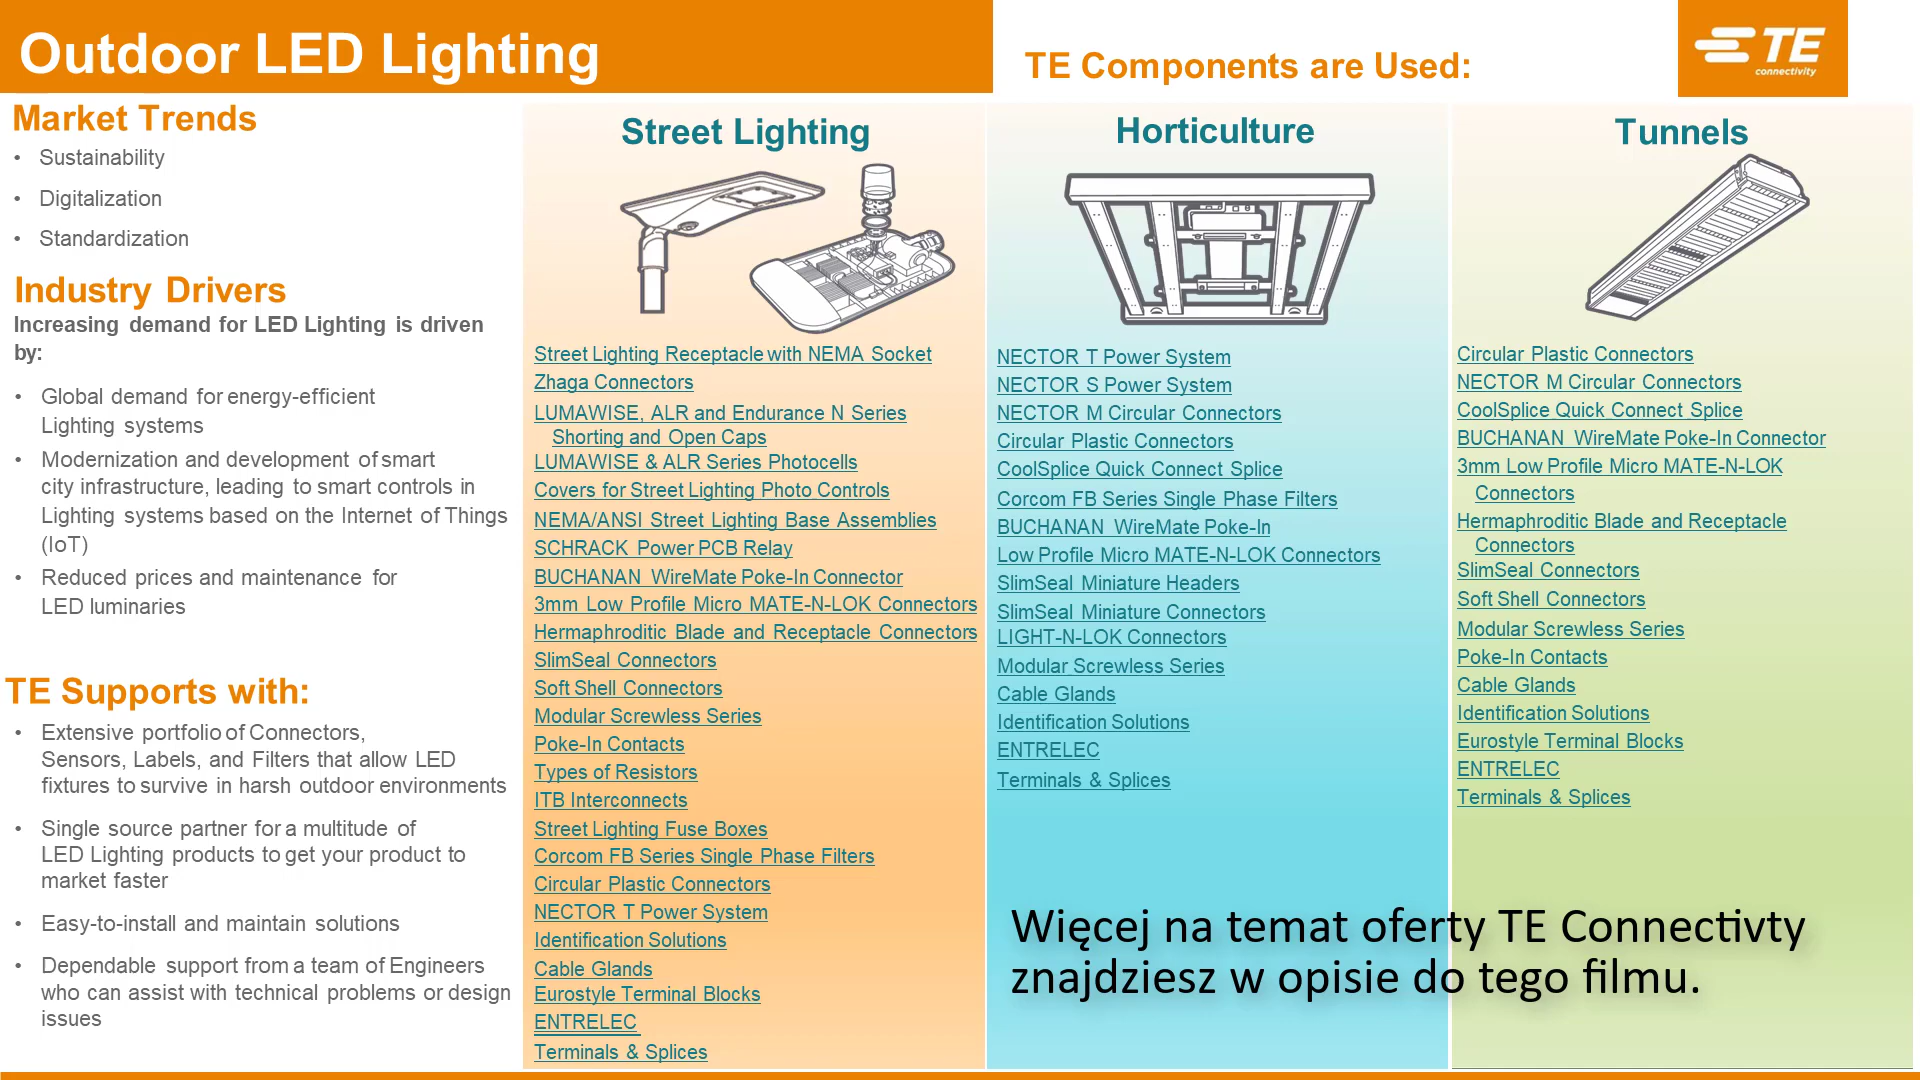 Outdoor LED Lighting
TE Components are Used:
TE
connectivity
Market Trends
• Sustainability
• Digitalization
• Standardization
Industry Drivers
Increasing demand for LED Lighting is driven
by:
• Global demand for energy-efficient
Lighting systems
• Modernization and development of smart
city infrastructure, leading to smart controls in
Lighting systems based on the Internet of Things
(IoT)
• Reduced prices and maintenance for
LED luminaries
TE Supports with:
• Extensive portfolio of Connectors,
Sensors, Labels, and Filters that allow LED
fixtures to survive in harsh outdoor environments
• Single source partner for a multitude of
LED Lighting products to get your product to
market faster
• Easy-to-install and maintain solutions
• Dependable support from a team of Engineers
who can assist with technical problems or design
issues
Street Lighting
Street Lighting Receptacle with NEMA Socket
Zhaga Connectors
LUMAWISE, ALR and Endurance N Series
Shorting and Open Caps
LUMAWISE & ALR Series Photocells
Covers for Street Lighting Photo Controls
NEMA/ANSI Street Lighting Base Assemblies
SCHRACK Power PCB Relay
BUCHANAN WireMate Poke-In Connector
3mm Low Profile Micro MATE-N-LOK Connectors
Hermaphroditic Blade and Receptacle Connectors
SlimSeal Connectors
Soft Shell Connectors
Modular Screwless Series
Poke-In Contacts
Types of Resistors
ITB Interconnects
Street Lighting Fuse Boxes
Corcom FB Series Single Phase Filters
Circular Plastic Connectors
NECTOR T Power System
Identification Solutions
Cable Glands
Eurostyle Terminal Blocks
ENTRELEC
Terminals & Splices
Horticulture
NECTOR T Power System
NECTOR S Power System
NECTOR M Circular Connectors
Circular Plastic Connectors
CoolSplice Quick Connect Splice
Corcom FB Series Single Phase Filters
BUCHANAN WireMate Poke-In
Low Profile Micro MATE-N-LOK Connectors
SlimSeal Miniature Headers
SlimSeal Miniature Connectors
LIGHT-N-LOK Connectors
Modular Screwless Series
Cable Glands
Identification Solutions
ENTRELEC
Terminals & Splices
Tunnels
Circular Plastic Connectors
NECTOR M Circular Connectors
CoolSplice Quick Connect Splice
BUCHANAN WireMate Poke-In Connector
3mm Low Profile Micro MATE-N-LOK
Connectors
Hermaphroditic Blade and Receptacle
Connectors
SlimSeal Connectors
Soft Shell Connectors
Modular Screwless Series
Poke-In Contacts
Cable Glands
Identification Solutions
Eurostyle Terminal Blocks
ENTRELEC
Terminals & Splices
Więcej na temat oferty TE Connectivty
znajdziesz w opisie do tego filmu.